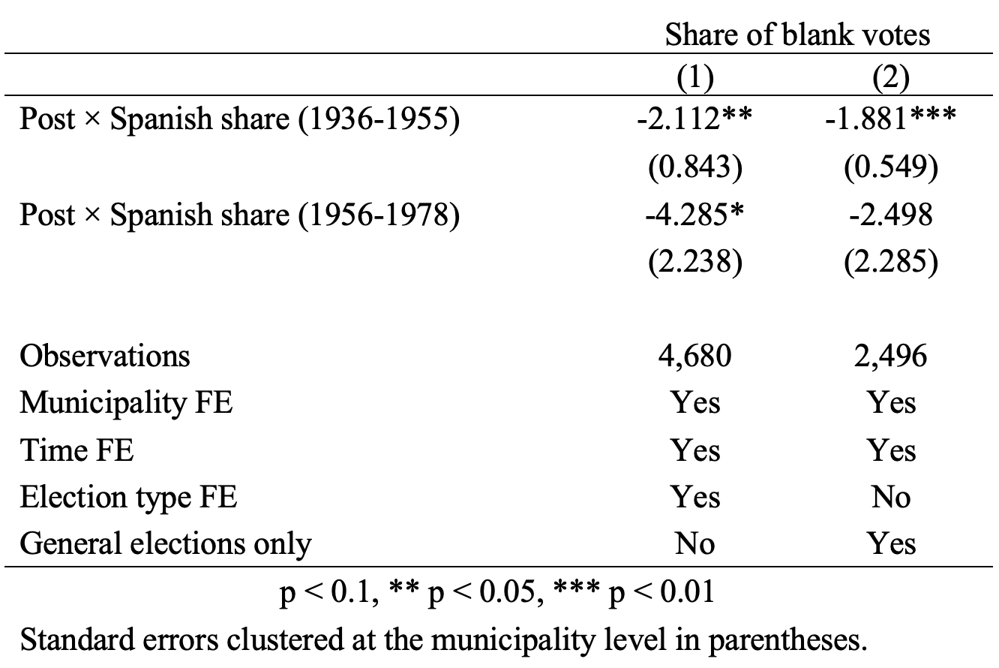 Share of blank votes
(1) (2)
Post × Spanish share (1936-1955) -2.112** -1.881***
(0.843) (0.549)
Post × Spanish share (1956-1978) -4.285* -2.498
(2.238) (2.285)
Observations 4,680 2,496
Municipality FE Yes Yes
Time FE Yes Yes
Election type FE Yes No
General elections only No Yes
p < 0.1, ** p < 0.05, *** p < 0.01
Standard errors clustered at the municipality level in parentheses.